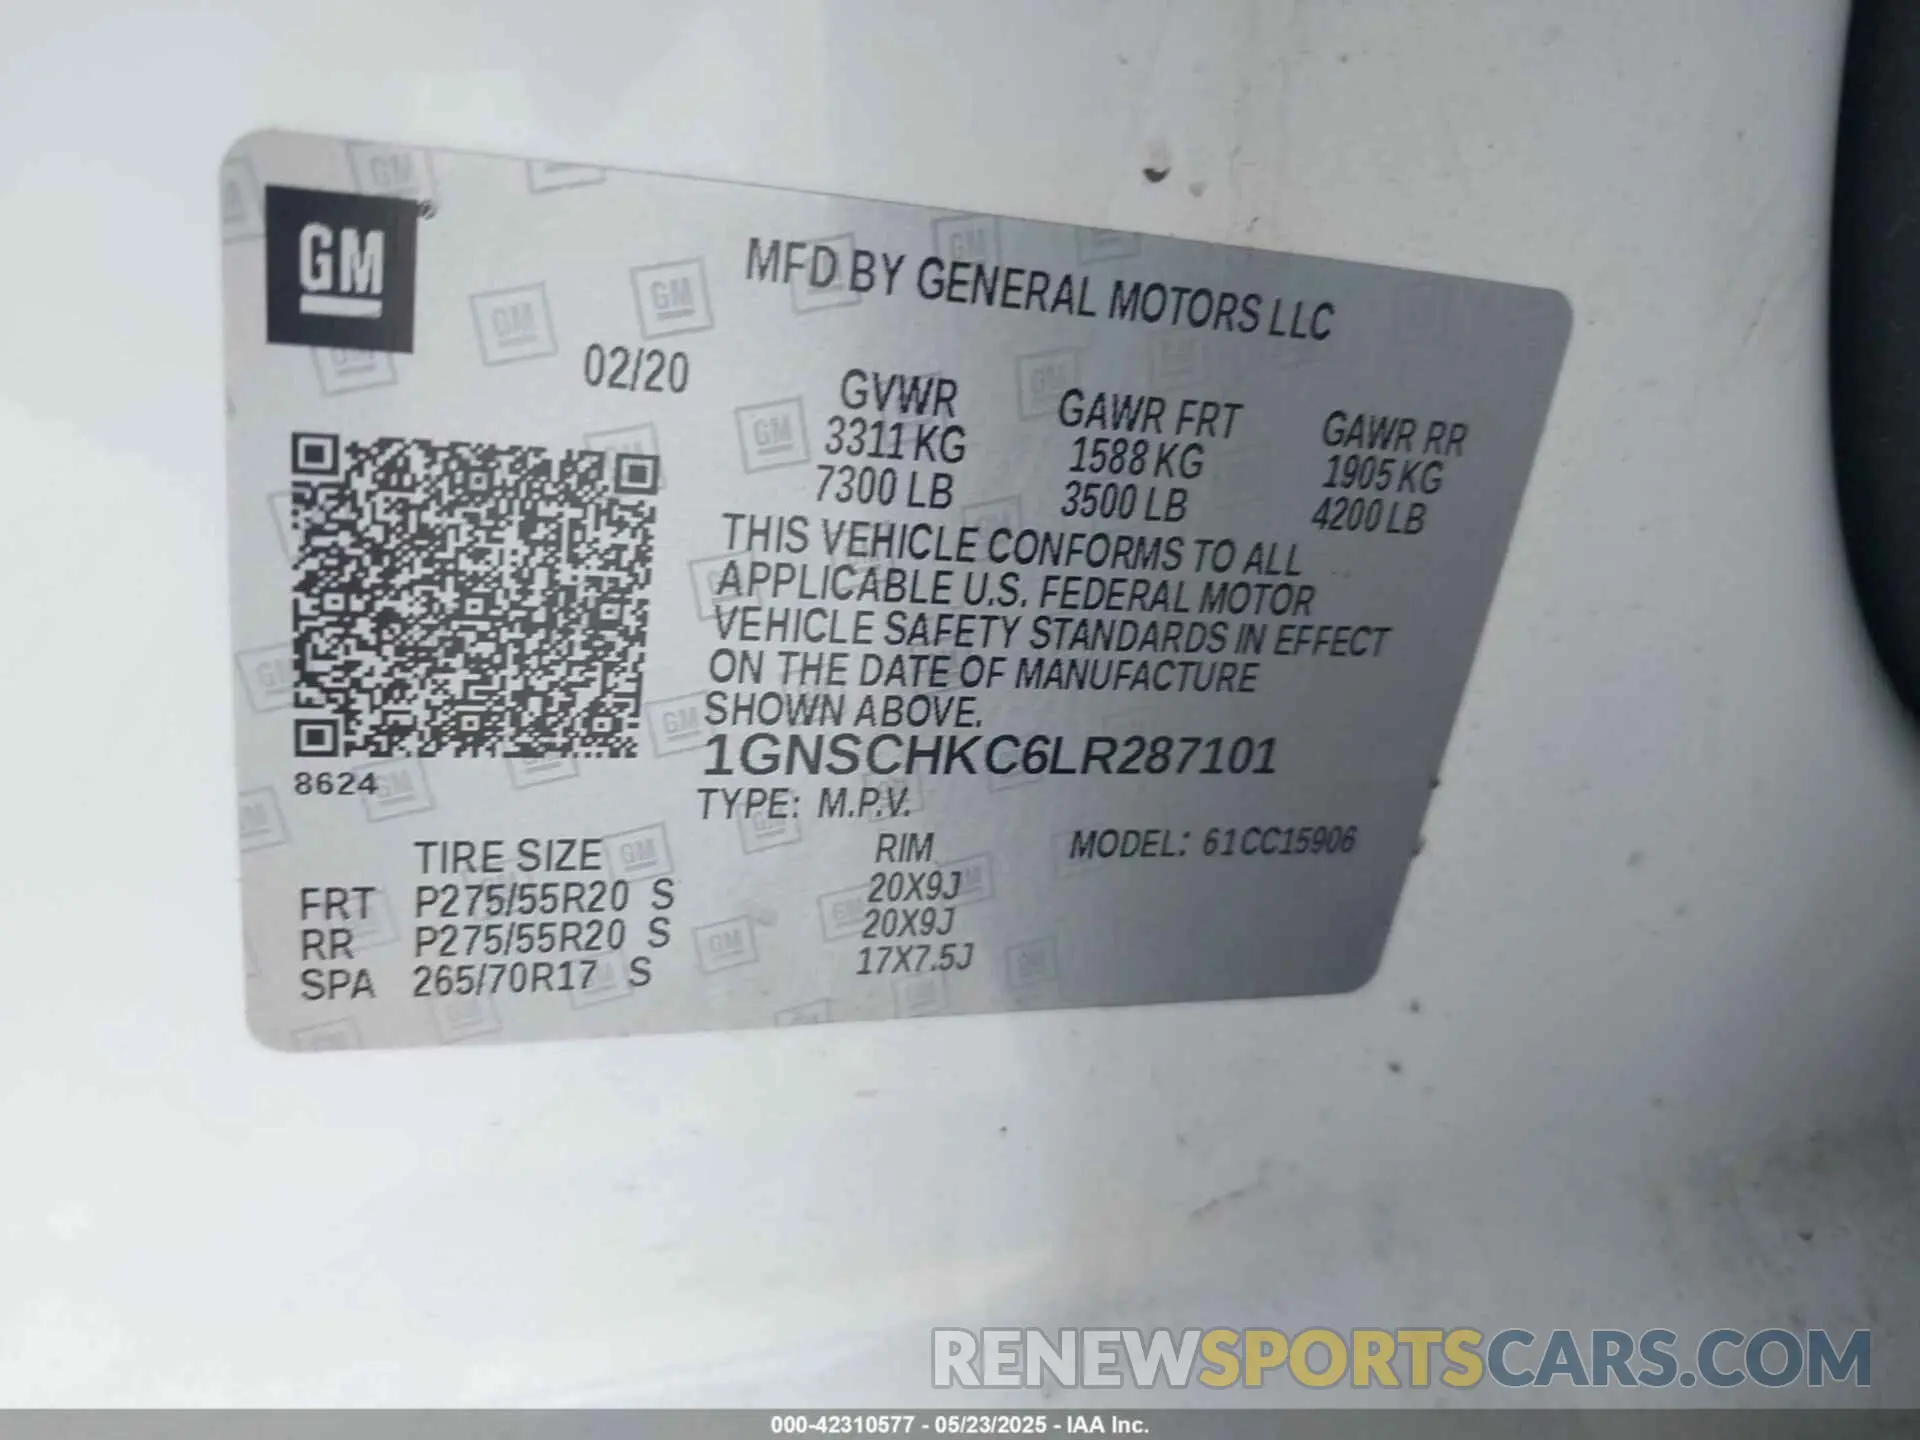 GM
MFD BY GENERAL MOTORS LLC
02/20
GVWR GAWR FRT GAWR RR
3311 KG 1588 KG 1905 KG
7300 LB 3500 LB 4200 LB
THIS VEHICLE CONFORMS TO ALL
APPLICABLE U.S. FEDERAL MOTOR
VEHICLE SAFETY STANDARDS IN EFFECT
ON THE DATE OF MANUFACTURE
SHOWN ABOVE.
1GNSCHKC6LR287101
8624
TYPE: M.P.V.
MODEL: 61CC15906
TIRE SIZE RIM
FRT P275/55R20 S 20X9J
RR P275/55R20 S 20X9J
SPA 265/70R17 S 17X7.5J
RENEWSPORTSCARS.COM
000-42310577 - 05/23/2025 - IAA Inc.